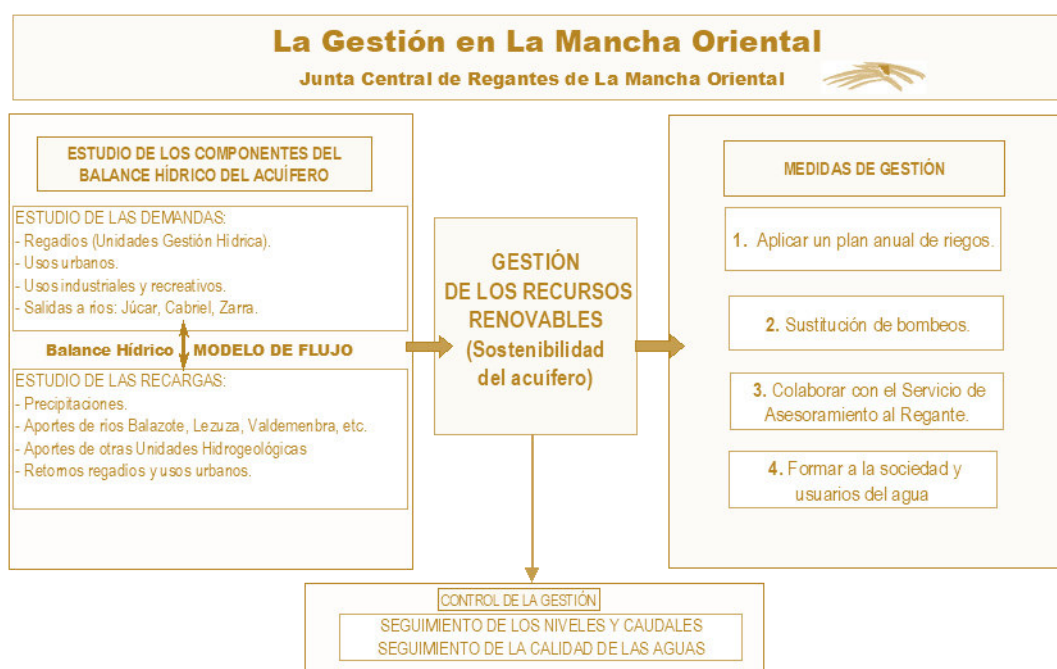 La Gestión en La Mancha Oriental
Junta Central de Regantes de La Mancha Oriental
ESTUDIO DE LOS COMPONENTES DEL
BALANCE HÍDRICO DEL ACUÍFERO
ESTUDIO DE LAS DEMANDAS:
- Regadíos (Unidades Gestión Hídrica).
- Usos urbanos.
- Usos industriales y recreativos.
- Salidas a ríos: Júcar, Cabriel, Zarra.
Balance Hídrico MODELO DE FLUJO
ESTUDIO DE LAS RECARGAS:
- Precipitaciones.
- Aportes de ríos Balazote, Lezuza, Valdemenbra, etc.
- Aportes de otras Unidades Hidrogeológicas
- Retornos regadíos y usos urbanos.
GESTIÓN
DE LOS RECURSOS
RENOVABLES
(Sostenibilidad
del acuífero)
MEDIDAS DE GESTIÓN
1. Aplicar un plan anual de riegos.
2. Sustitución de bombeos.
3. Colaborar con el Servicio de
Asesoramiento al Regante.
4. Formar a la sociedad y
usuarios del agua
CONTROL DE LA GESTIÓN
SEGUIMIENTO DE LOS NIVELES Y CAUDALES
SEGUIMIENTO DE LA CALIDAD DE LAS AGUAS